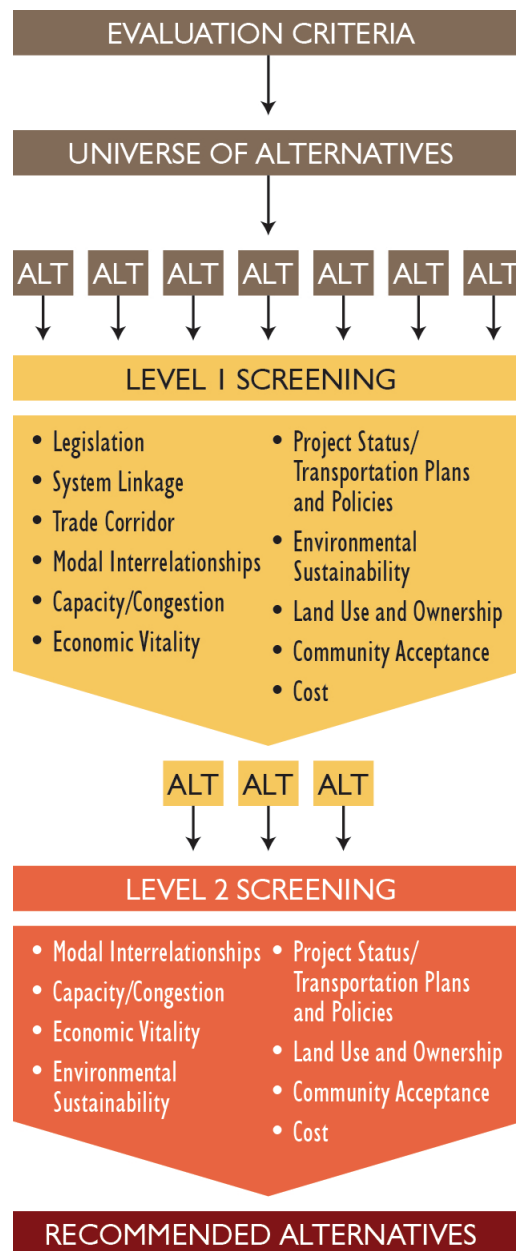 EVALUATION CRITERIA
UNIVERSE OF ALTERNATIVES
ALT ALT ALT ALT ALT ALT ALT
LEVEL 1 SCREENING
• Legislation
• System Linkage
• Trade Corridor
• Modal Interrelationships
• Capacity/Congestion
• Economic Vitality
• Project Status/
Transportation Plans
and Policies
• Environmental
Sustainability
• Land Use and Ownership
• Community Acceptance
• Cost
ALT ALT ALT
LEVEL 2 SCREENING
• Modal Interrelationships
• Capacity/Congestion
• Economic Vitality
• Environmental
Sustainability
• Project Status/
Transportation Plans
and Policies
• Land Use and Ownership
• Community Acceptance
• Cost
RECOMMENDED ALTERNATIVES